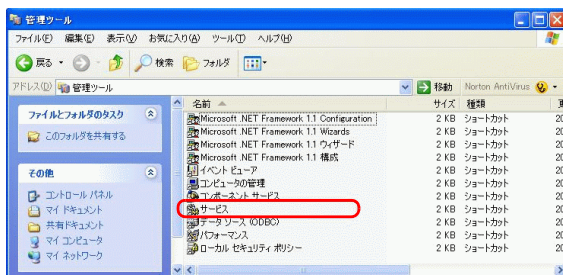 管理ツール
ファイル(F) 編集(E) 表示(V) お気に入り(A) ツール(T) ヘルプ(H)
戻る 検索 フォルダ
アドレス(D) 管理ツール 移動 Norton AntiVirus
ファイルとフォルダのタスク
このフォルダを共有する
その他
コントロール パネル
マイ ドキュメント
共有ドキュメント
マイ コンピュータ
マイ ネットワーク
名前 サイズ 種類
Microsoft .NET Framework 1.1 Configuration 2 KB ショートカット 20
Microsoft .NET Framework 1.1 Wizards 2 KB ショートカット 20
Microsoft .NET Framework 1.1 ウィザード 2 KB ショートカット 20
Microsoft .NET Framework 1.1 構成 2 KB ショートカット 20
イベント ビューア 2 KB ショートカット 20
コンピュータの管理 2 KB ショートカット 20
コンポーネント サービス 2 KB ショートカット 20
サービス 2 KB ショートカット 20
データ ソース (ODBC) 2 KB ショートカット 20
パフォーマンス 2 KB ショートカット 20
ローカル セキュリティ ポリシー 2 KB ショートカット 20